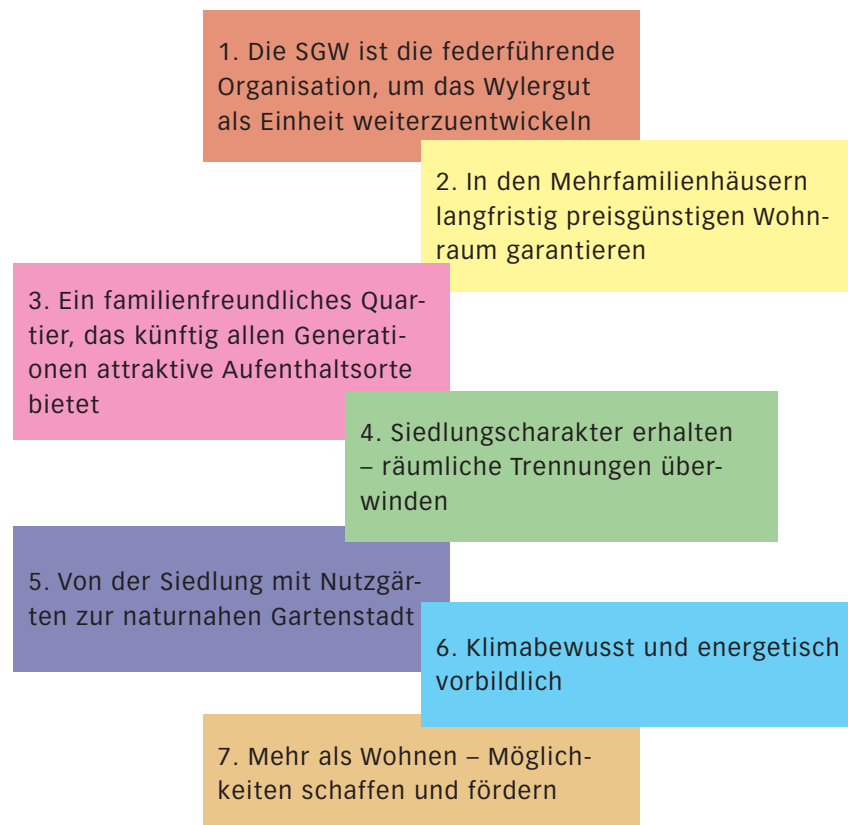 1. Die SGW ist die federführende
Organisation, um das Wylergut
als Einheit weiterzuentwickeln
2. In den Mehrfamilienhäusern
langfristig preisgünstigen Wohn-
raum garantieren
3. Ein familienfreundliches Quar-
tier, das künftig allen Generati-
onen attraktive Aufenthaltsorte
bietet
4. Siedlungscharakter erhalten
– räumliche Trennungen über-
winden
5. Von der Siedlung mit Nutzgär-
ten zur naturnahen Gartenstadt
6. Klimabewusst und energetisch
vorbildlich
7. Mehr als Wohnen – Möglich-
keiten schaffen und fördern